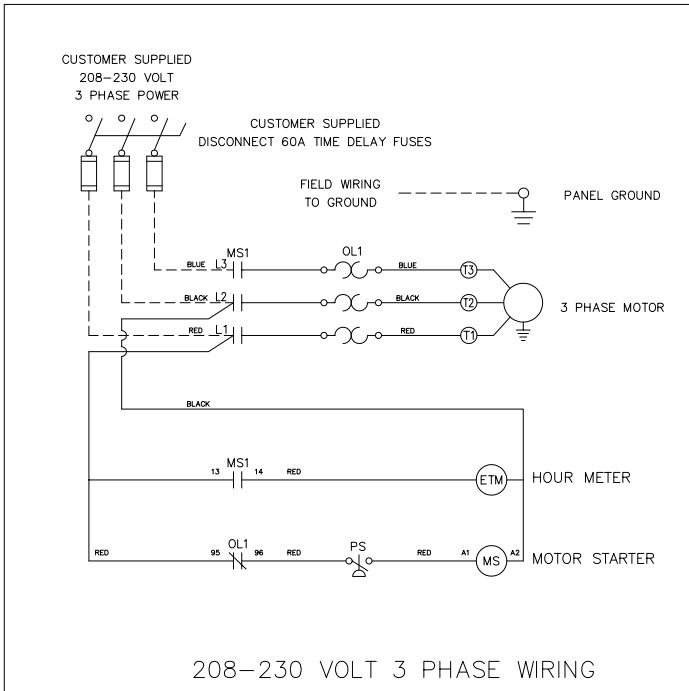 CUSTOMER SUPPLIED
208-230 VOLT
3 PHASE POWER
CUSTOMER SUPPLIED
DISCONNECT 60A TIME DELAY FUSES
FIELD WIRING
TO GROUND
PANEL GROUND
MS1
OL1
BLUE
L3
BLUE
T3
BLACK
L2
BLACK
T2
3 PHASE MOTOR
RED
L1
RED
T1
BLACK
MS1
13
14
RED
ETM
HOUR METER
OL1
PS
RED
95
96
RED
RED
A1
MS
A2
MOTOR STARTER
208-230 VOLT 3 PHASE WIRING